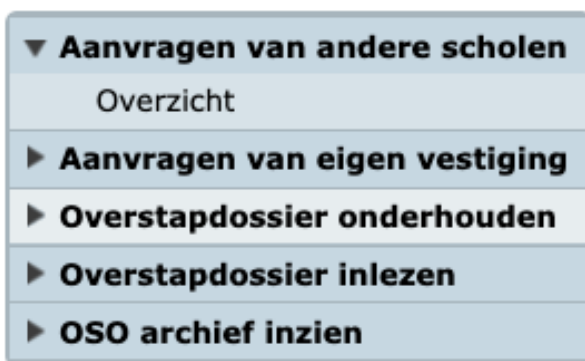 Aanvragen van andere scholen
Overzicht
Aanvragen van eigen vestiging
Overstapdossier onderhouden
Overstapdossier inlezen
OSO archief inzien